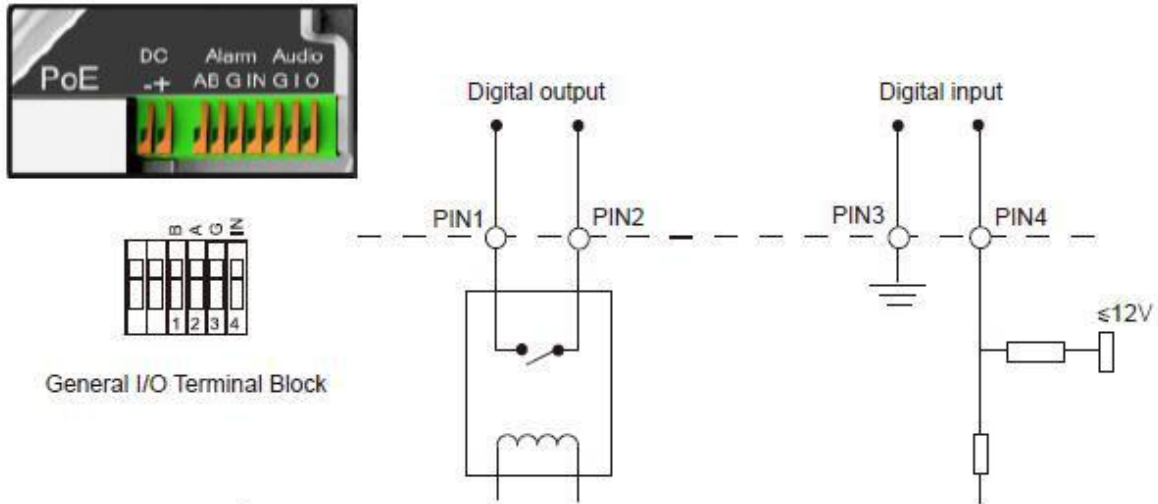 DC Alarm Audio
PoE -+ AB G IN G I O
Digital output
Digital input
PIN1
PIN2
PIN3
PIN4
≤12V
B A G IN
1 2 3 4
General I/O Terminal Block